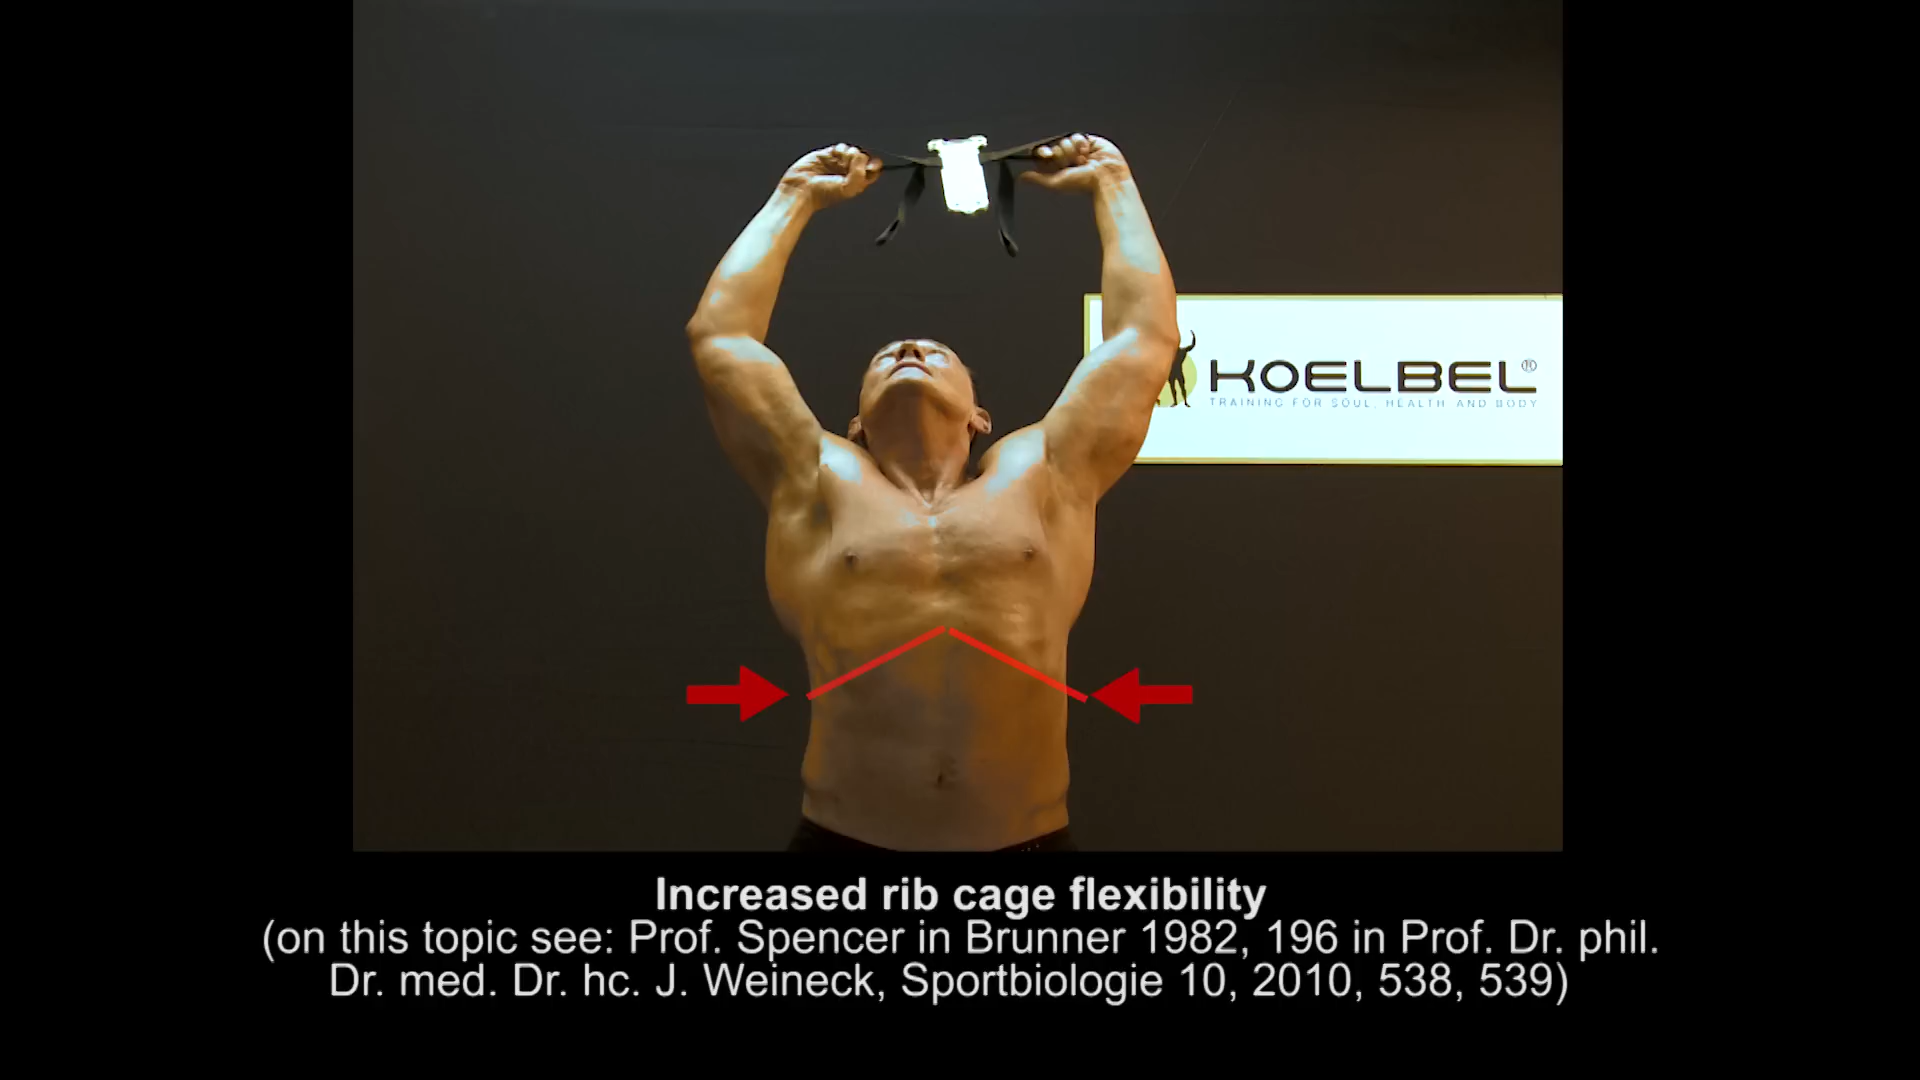 KOELBEL®
TRAINING FOR SOUL, HEALTH AND BODY
Increased rib cage flexibility
(on this topic see: Prof. Spencer in Brunner 1982, 196 in Prof. Dr. phil.
Dr. med. Dr. hc. J. Weineck, Sportbiologie 10, 2010, 538, 539)